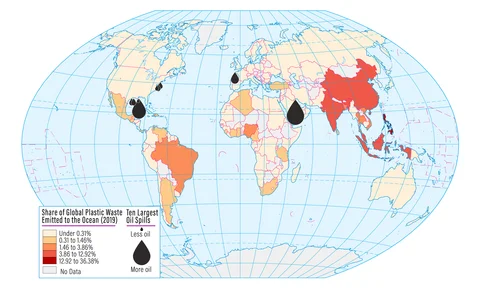 Share of Global Plastic Waste
Emitted to the Ocean (2019)
Under 0.31%
0.31 to 1.46%
1.46 to 3.86%
3.86 to 12.92%
12.92 to 36.38%
No Data
Ten Largest
Oil Spills
Less oil
More oil